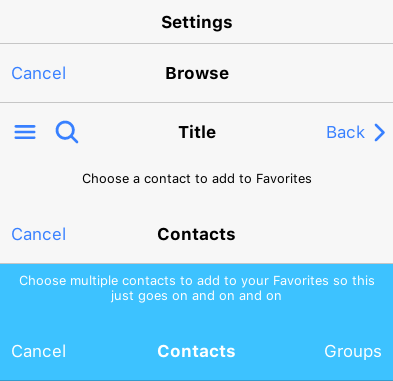 Settings
Cancel Browse
Title Back
Choose a contact to add to Favorites
Cancel Contacts
Choose multiple contacts to add to your Favorites so this
just goes on and on and on
Cancel Contacts Groups